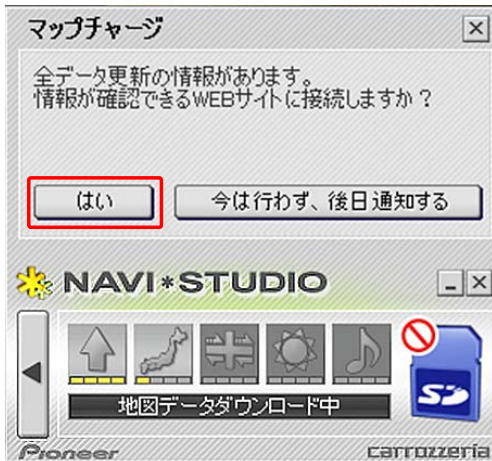 マップチャージ
全データ更新の情報があります。
情報が確認できるWEBサイトに接続しますか？
はい
今は行わず、後日通知する
NAVI*STUDIO
地図データダウンロード中
SD
Pioneer
carrozzeria